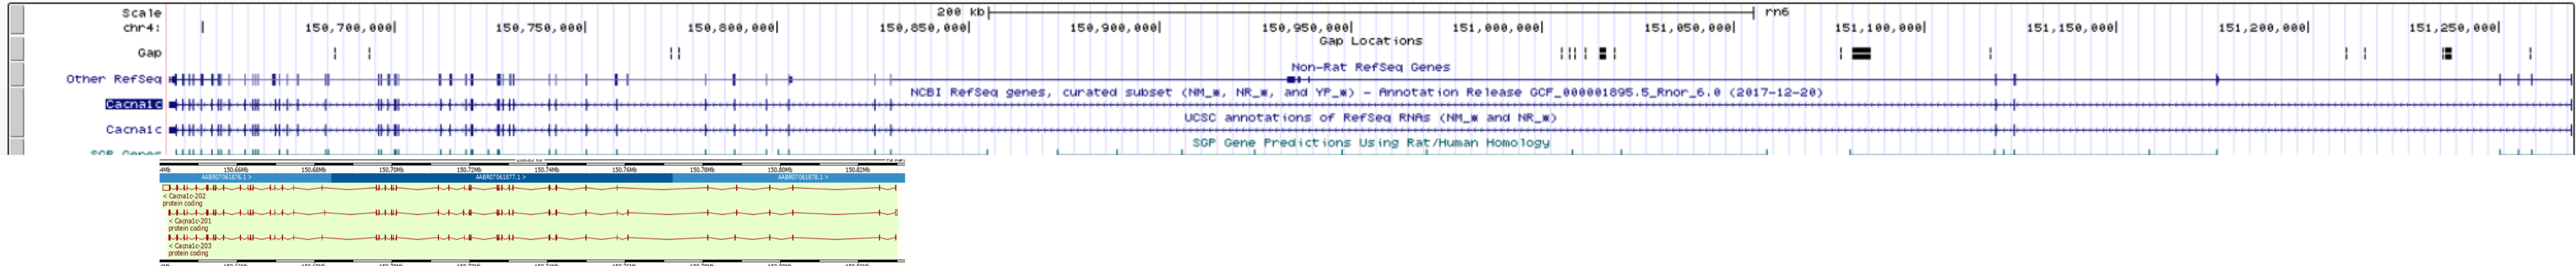 Scale 200 kb rn6
chr4: 150,700,000 150,750,000 150,800,000 150,850,000 150,900,000 150,950,000 151,000,000 151,050,000 151,100,000 151,150,000 151,200,000 151,250,000
Gap Locations
Gap
Non-Rat RefSeq Genes
Other RefSeq
NCBI RefSeq genes, curated subset (NM_*, NR_*, and YP_*) - Annotation Release GCF_000001895.5_Rnor_6.0 (2017-12-20)
Cacna1c
UCSC annotations of RefSeq RNAs (NM_* and NR_*)
Cacna1c
SGP Gene Predictions Using Rat/Human Homology
SGP Genes
150.66Mb 150.68Mb 150.70Mb 150.72Mb 150.74Mb 150.76Mb 150.78Mb 150.80Mb 150.82Mb
AABR07061876.1 > AABR07061877.1 > AABR07061878.1 >
< Cacna1c-202
protein coding
< Cacna1c-201
protein coding
< Cacna1c-203
protein coding